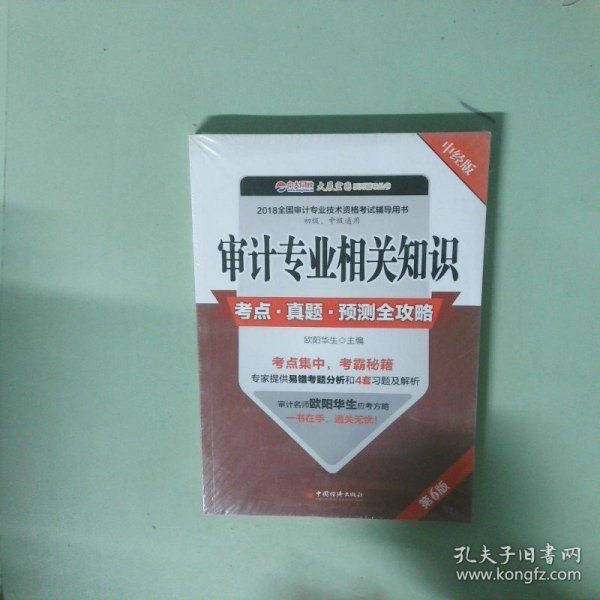 中经版
2018全国审计专业技术资格考试辅导用书
初级、中级通用
审计专业相关知识
考点·真题·预测全攻略
欧阳华生◎主编
考点集中，考霸秘籍
专家提供易错考题分析和4套习题及解析
审计名师欧阳华生应考方略
一书在手，通关无忧！
中国经济出版社
第6版
孔夫子旧书网
www.kongfz.com